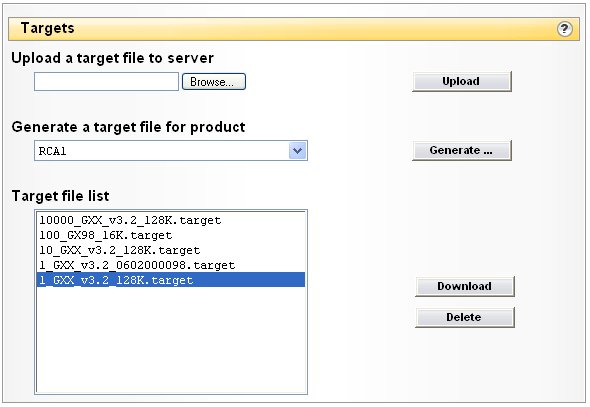 Targets ?
Upload a target file to server
Browse... Upload
Generate a target file for product
RCA1 Generate ...
Target file list
10000_GXX_v3.2_128K.target
100_GX98_16K.target
10_GXX_v3.2_128K.target
1_GXX_v3.2_0602000098.target
1_GXX_v3.2_128K.target
Download
Delete